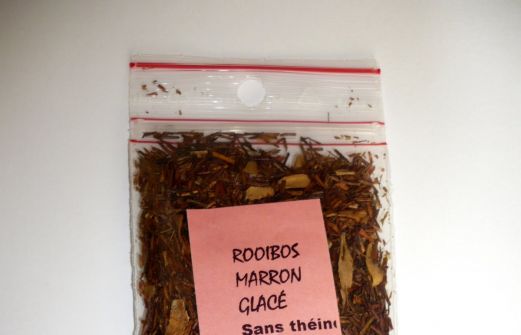 ROOIBOS
MARRON
GLACÉ
Sans théine